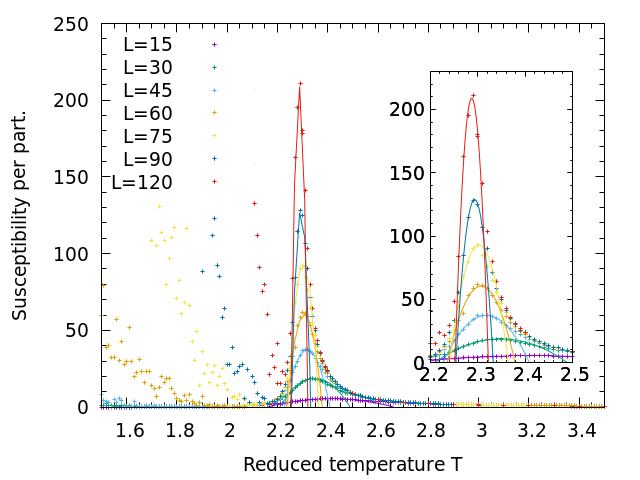 250
200
150
100
50
0
Susceptibility per part.
L=15
L=30
L=45
L=60
L=75
L=90
L=120
200
150
100
50
0
2.2 2.3 2.4 2.5
1.6 1.8 2 2.2 2.4 2.6 2.8 3 3.2 3.4
Reduced temperature T